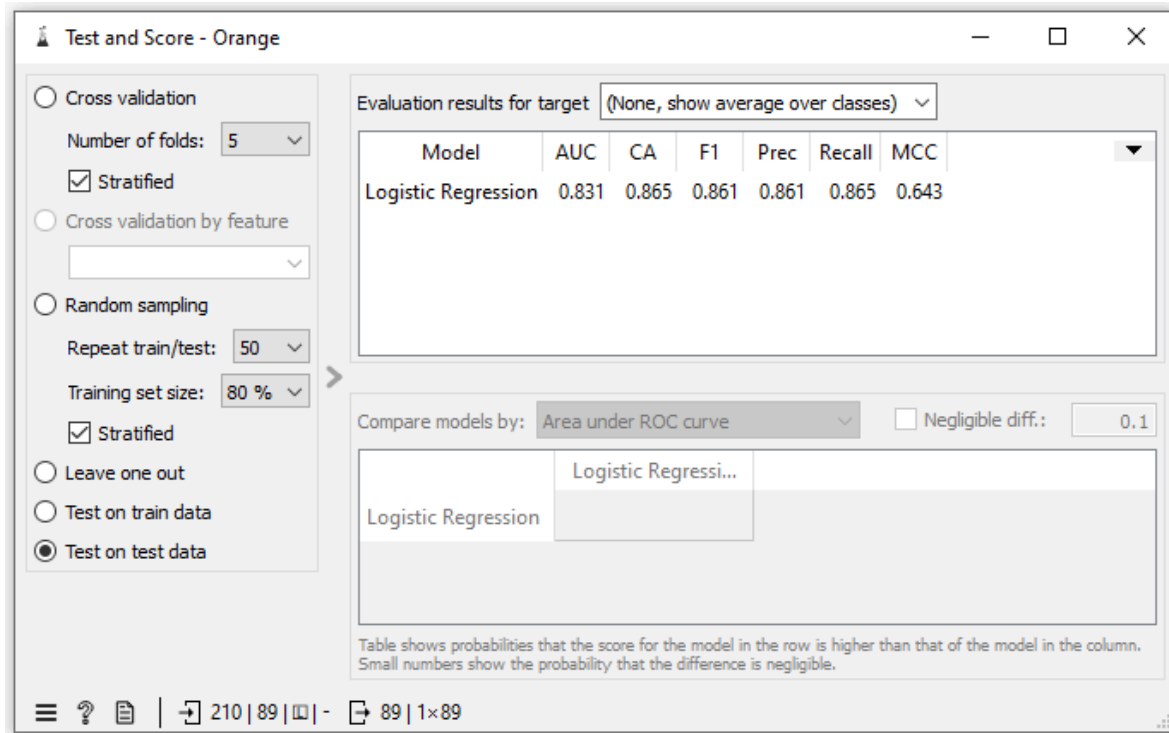 Test and Score - Orange
Cross validation
Number of folds: 5
Stratified
Cross validation by feature
Random sampling
Repeat train/test: 50
Training set size: 80 %
Stratified
Leave one out
Test on train data
Test on test data
Evaluation results for target (None, show average over classes)
Model AUC CA F1 Prec Recall MCC
Logistic Regression 0.831 0.865 0.861 0.861 0.865 0.643
Compare models by: Area under ROC curve Negligible diff.: 0.1
Logistic Regressi...
Logistic Regression
Table shows probabilities that the score for the model in the row is higher than that of the model in the column.
Small numbers show the probability that the difference is negligible.
? 210 | 89 | | - 89 | 1×89